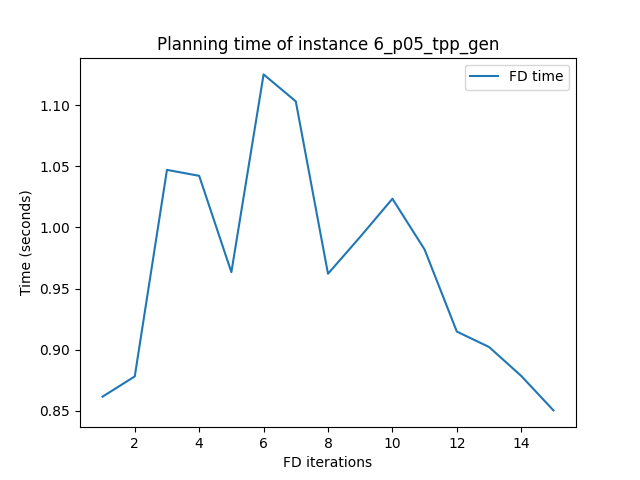 Planning time of instance 6_p05_tpp_gen
FD time
1.10
1.05
1.00
0.95
0.90
0.85
Time (seconds)
2 4 6 8 10 12 14
FD iterations